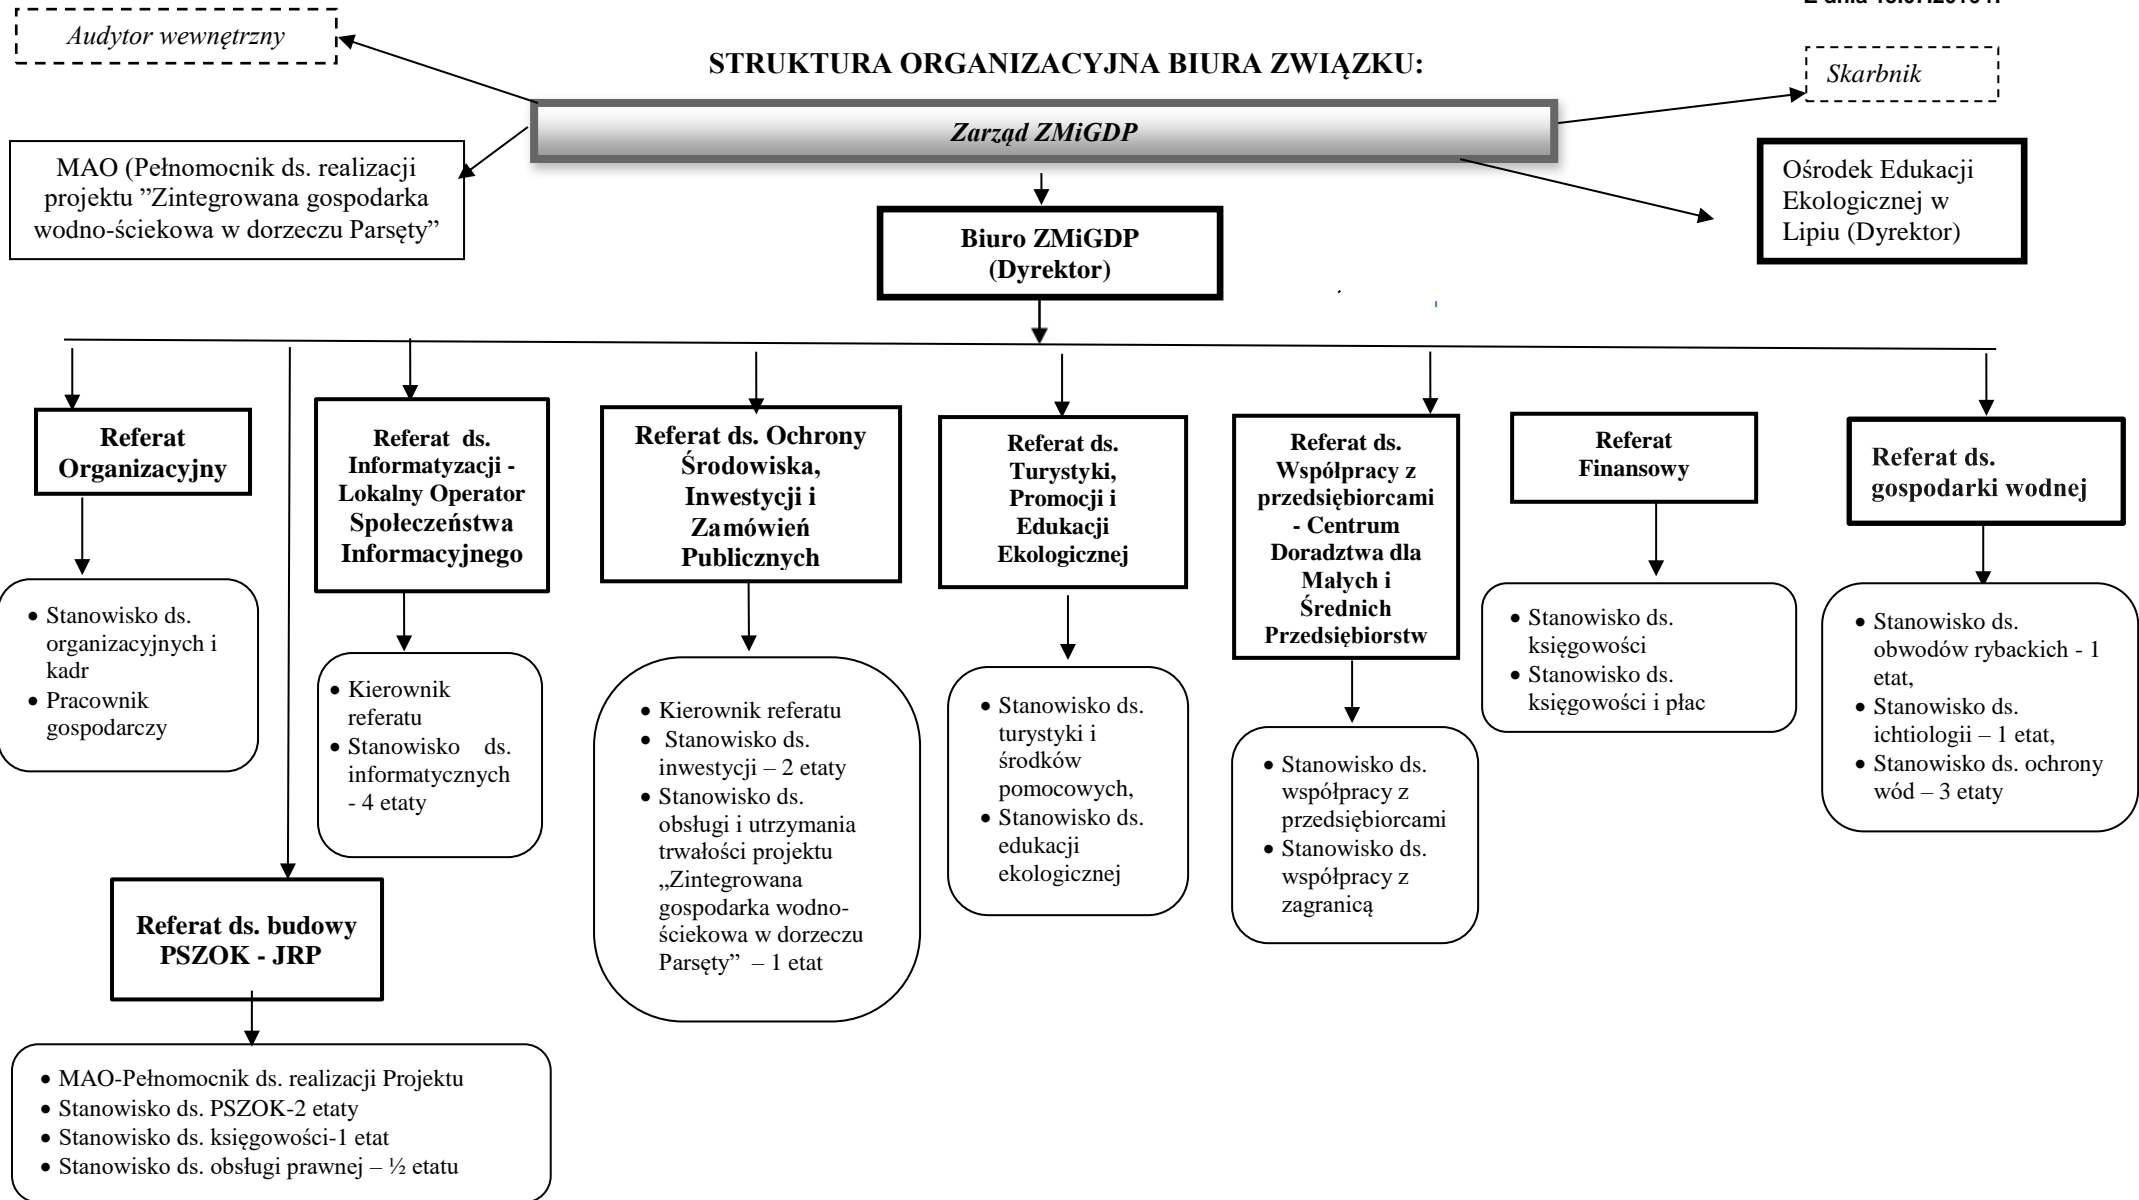 Audytor wewnętrzny
STRUKTURA ORGANIZACYJNA BIURA ZWIĄZKU:
Skarbnik
Zarząd ZMiGDP
MAO (Pełnomocnik ds. realizacji
projektu ”Zintegrowana gospodarka
wodno-ściekowa w dorzeczu Parsęty”
Ośrodek Edukacji
Ekologicznej w
Lipiu (Dyrektor)
Biuro ZMiGDP
(Dyrektor)
Referat
Organizacyjny
Referat ds.
Informatyzacji -
Lokalny Operator
Społeczeństwa
Informacyjnego
Referat ds. Ochrony
Środowiska,
Inwestycji i
Zamówień
Publicznych
Referat ds.
Turystyki,
Promocji i
Edukacji
Ekologicznej
Referat ds.
Współpracy z
przedsiębiorcami
- Centrum
Doradztwa dla
Małych i
Średnich
Przedsiębiorstw
Referat
Finansowy
Referat ds.
gospodarki wodnej
• Stanowisko ds.
organizacyjnych i
kadr
• Pracownik
gospodarczy
• Kierownik
referatu
• Stanowisko ds.
informatycznych
- 4 etaty
• Kierownik referatu
• Stanowisko ds.
inwestycji – 2 etaty
• Stanowisko ds.
obsługi i utrzymania
trwałości projektu
„Zintegrowana
gospodarka wodno-
ściekowa w dorzeczu
Parsęty” – 1 etat
• Stanowisko ds.
turystyki i
środków
pomocowych,
• Stanowisko ds.
edukacji
ekologicznej
• Stanowisko ds.
współpracy z
przedsiębiorcami
• Stanowisko ds.
współpracy z
zagranicą
• Stanowisko ds.
księgowości
• Stanowisko ds.
księgowości i płac
• Stanowisko ds.
obwodów rybackich - 1
etat,
• Stanowisko ds.
ichtiologii – 1 etat,
• Stanowisko ds. ochrony
wód – 3 etaty
Referat ds. budowy
PSZOK - JRP
• MAO-Pełnomocnik ds. realizacji Projektu
• Stanowisko ds. PSZOK-2 etaty
• Stanowisko ds. księgowości-1 etat
• Stanowisko ds. obsługi prawnej – ½ etatu